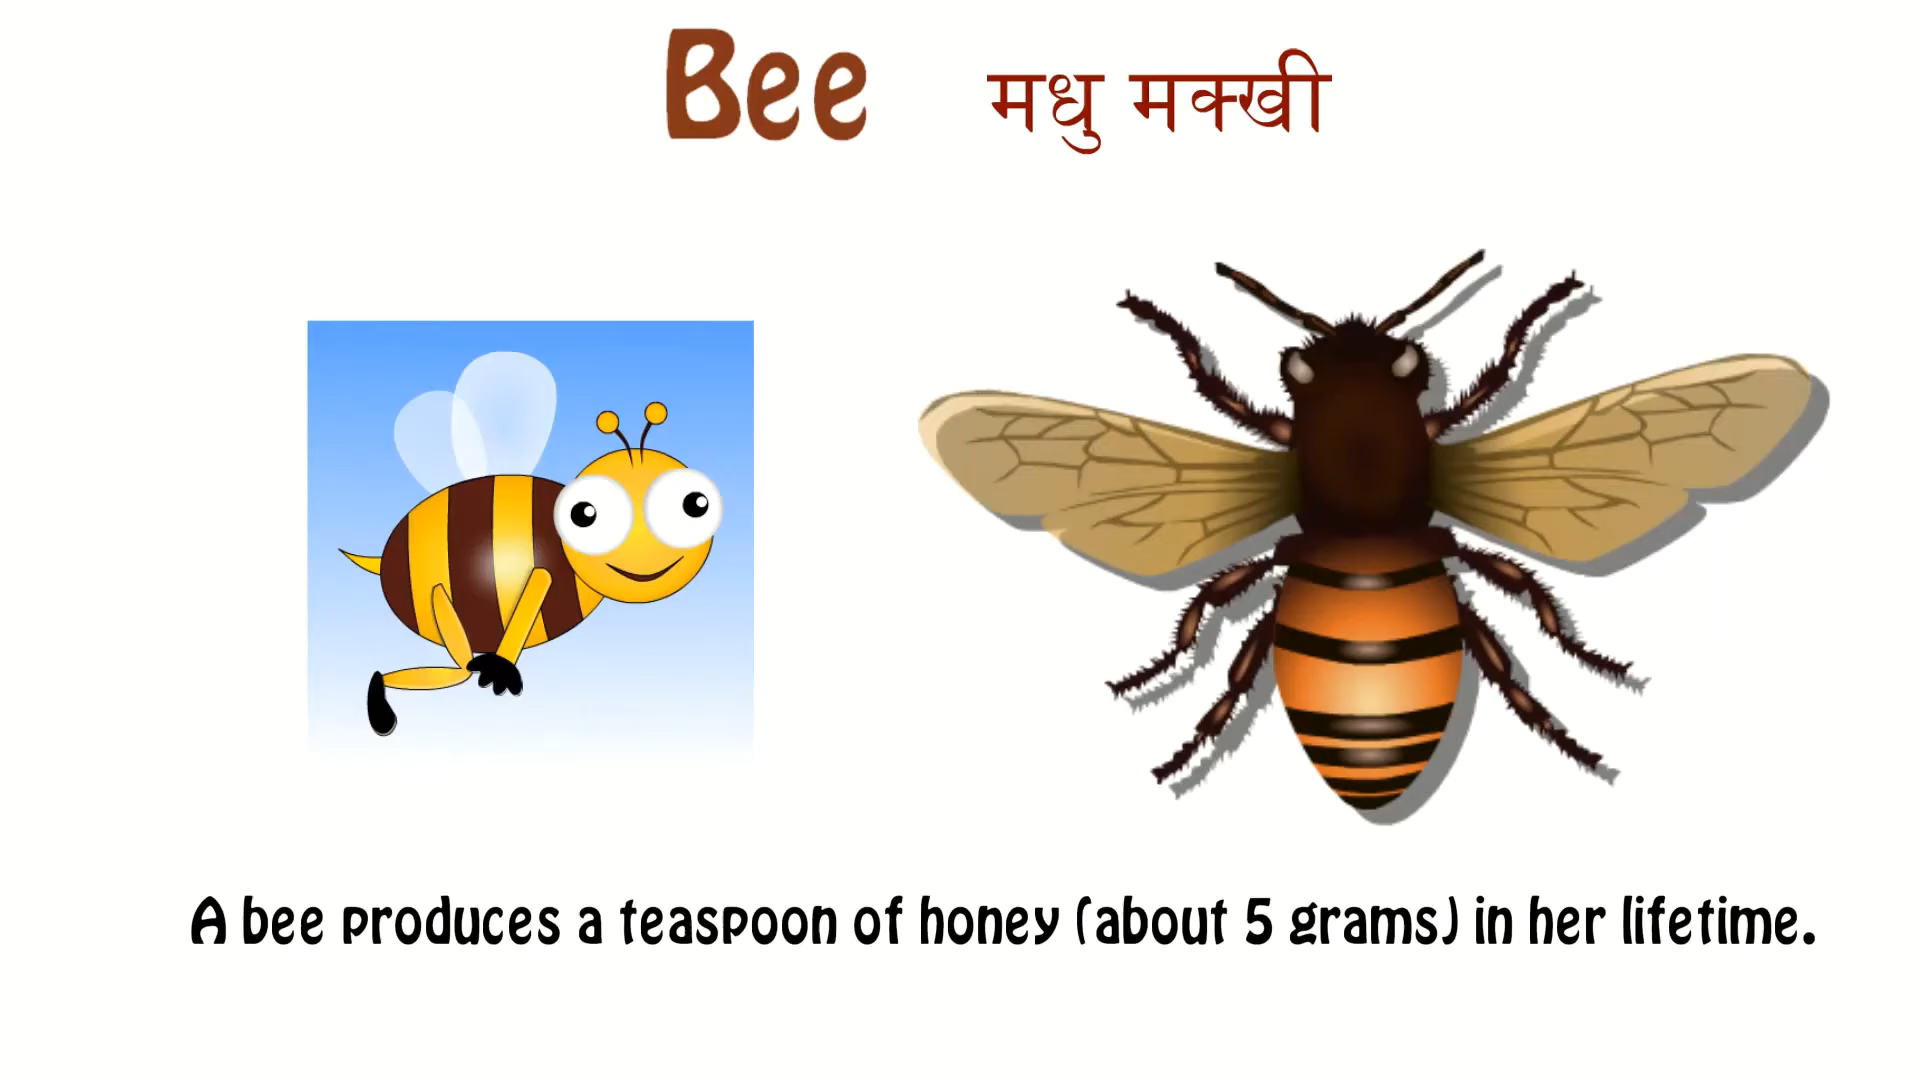 Bee मधु मक्खी
A bee produces a teaspoon of honey (about 5 grams) in her lifetime.